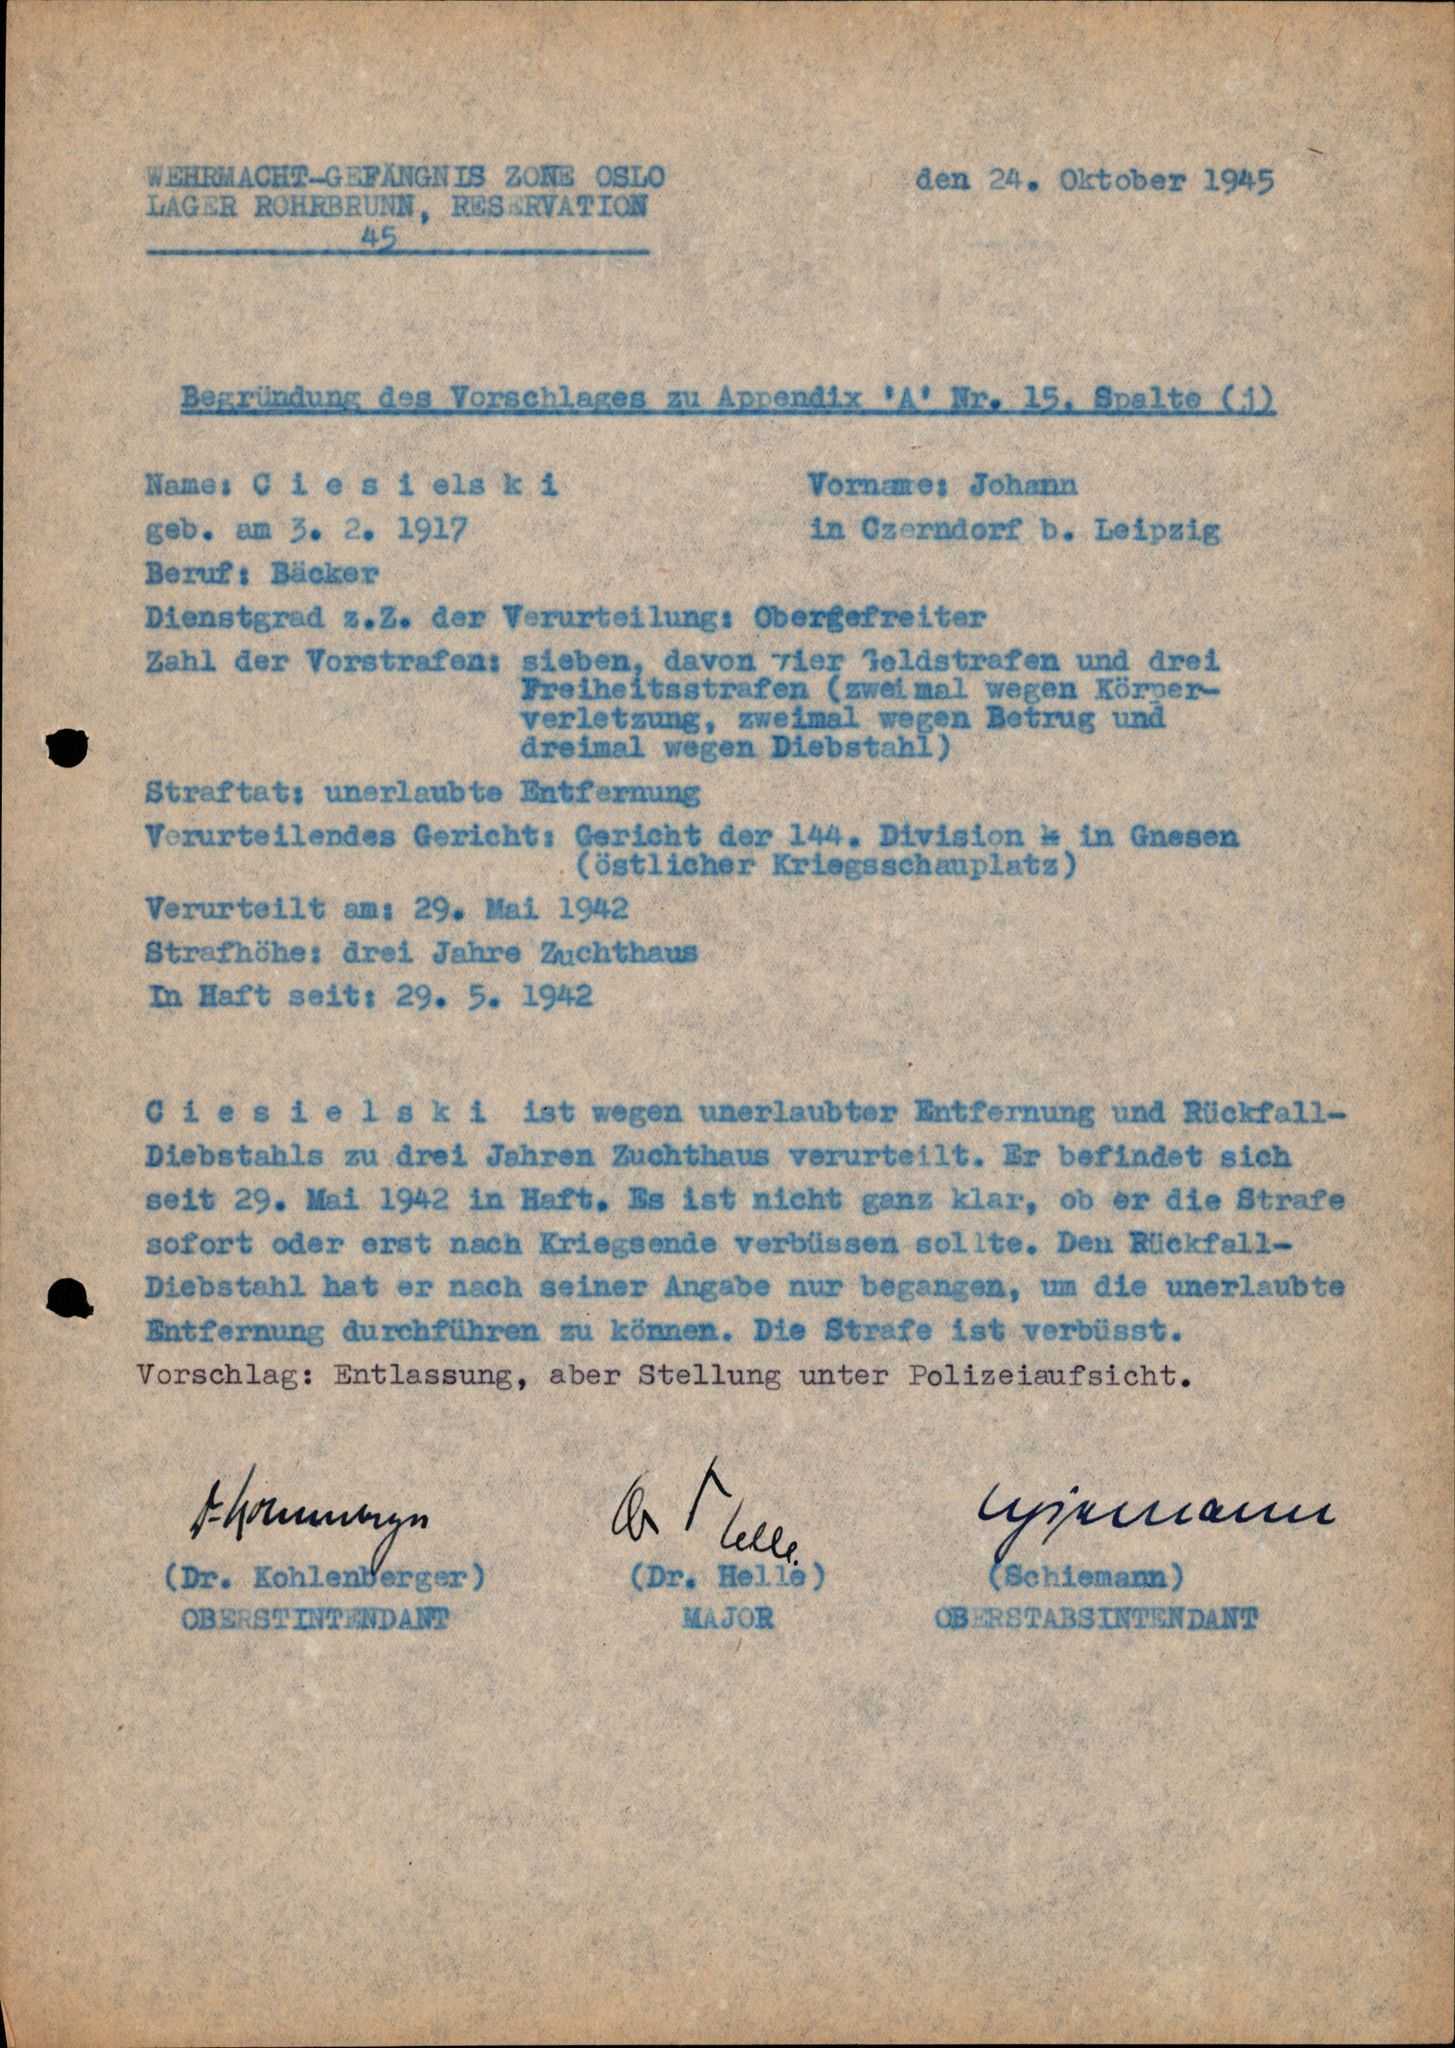 WEHRMACHT-GEFÄNGNIS ZONE OSLO
den 24. Oktober 1945
LAGER ROHRBRUNN, RESERVATION
45
Begründung des Vorschlages zu Appendix 'A' Nr. 15. Spalte (j)
Name: C i e s i els k i
Vorname: Johann
geb. am 3. 2. 1917
in Czerndorf b. Leipzig
Beruf: Bäcker
Dienstgrad z.Z. der Verurteilung: Obergefreiter
Zahl der Vorstrafen: sieben, davon vier Geldstrafen und drei
Freiheitsstrafen (zweimal wegen Körper-
verletzung, zweimal wegen Betrug und
dreimal wegen Diebstahl)
Straftat: unerlaubte Entfernung
Verurteilendes Gericht: Gericht der 144. Division in Gnesen
(östlicher Kriegsschauplatz)
Verurteilt am: 29. Mai 1942
Strafhöhe: drei Jahre Zuchthaus
In Haft seit: 29. 5. 1942
C i e s i e l s k i ist wegen unerlaubter Entfernung und Rückfall-
Diebstahls zu drei Jahren Zuchthaus verurteilt. Er befindet sich
seit 29. Mai 1942 in Haft. Es ist nicht ganz klar, ob er die Strafe
sofort oder erst nach Kriegsende verbüssen sollte. Den Rückfall-
Diebstahl hat er nach seiner Angabe nur begangen, um die unerlaubte
Entfernung durchführen zu können. Die Strafe ist verbüsst.
Vorschlag: Entlassung, aber Stellung unter Polizeiaufsicht.
(Dr. Kohlenberger)
(Dr. Helle)
(Schiemann)
OBERSTINTENDANT
MAJOR
OBERSTABSINTENDANT